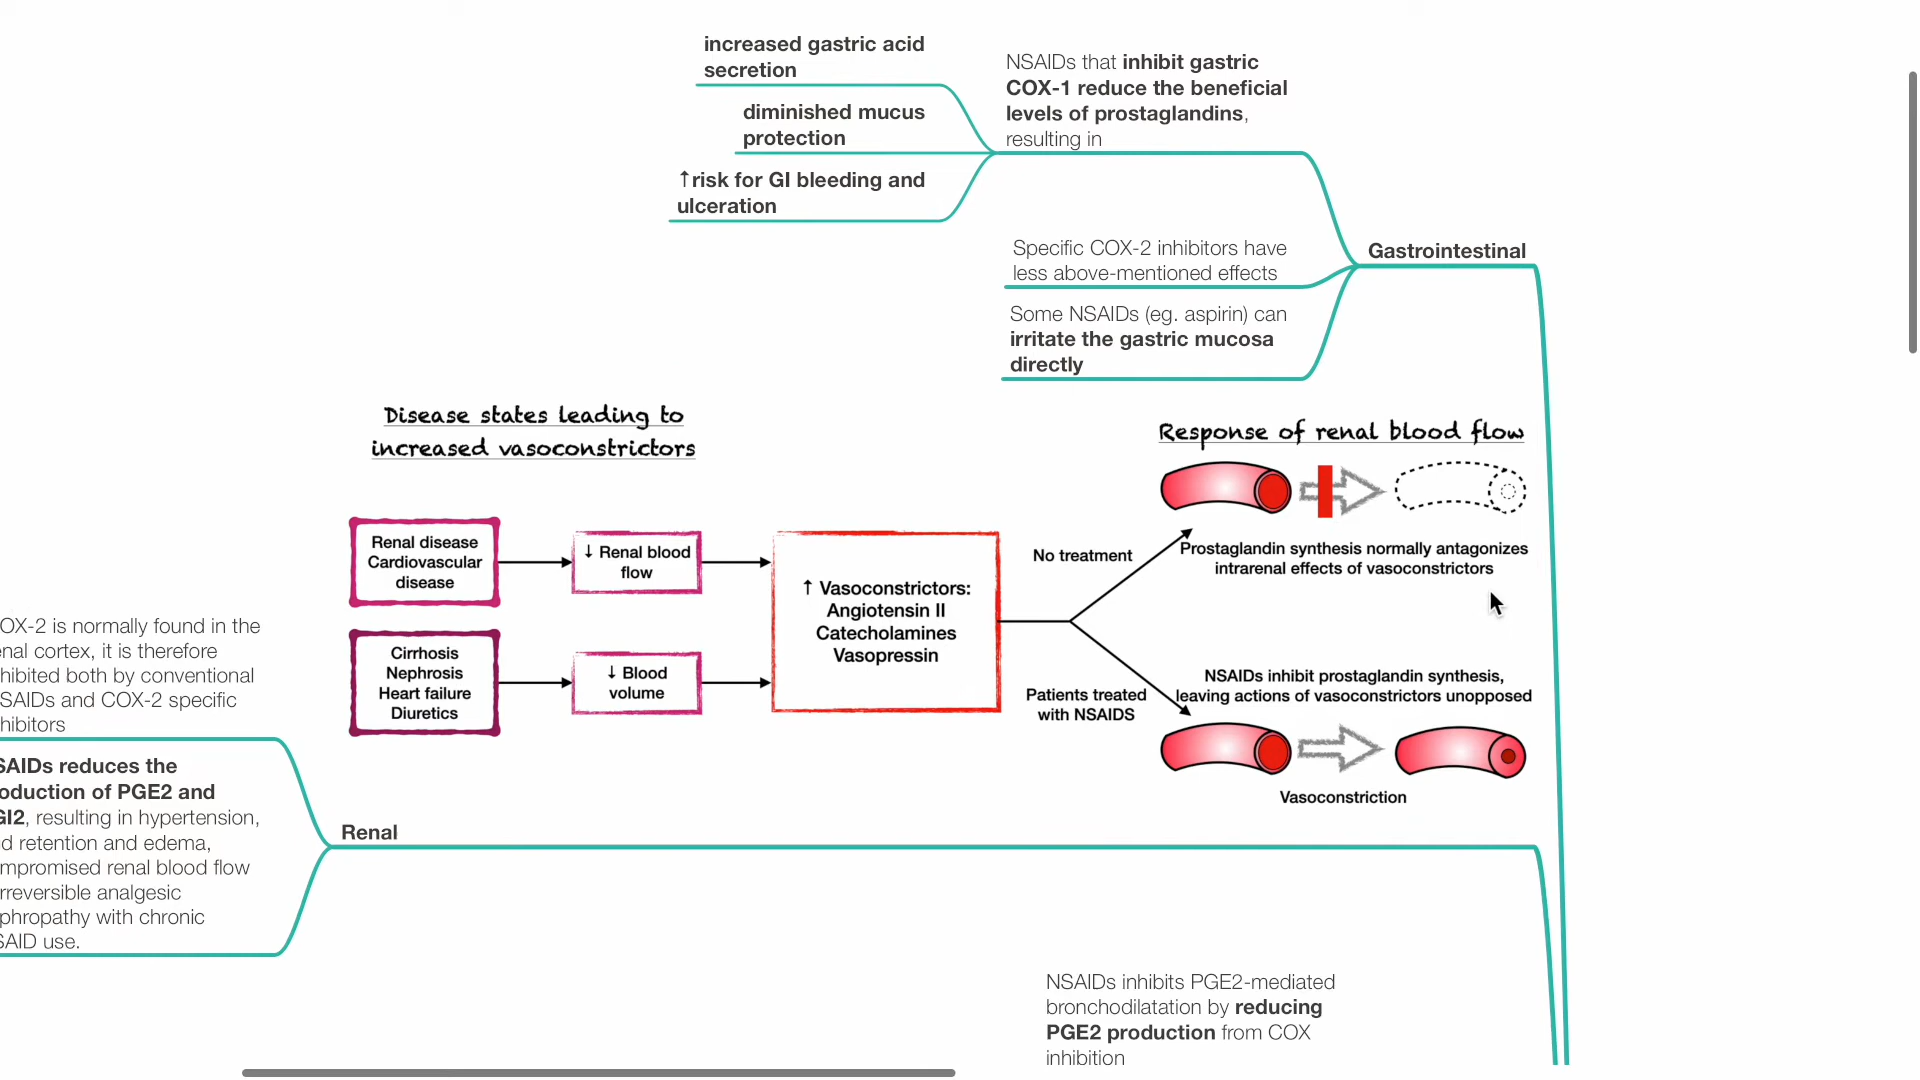 increased gastric acid
secretion
diminished mucus
protection
↑risk for GI bleeding and
ulceration
NSAIDs that inhibit gastric
COX-1 reduce the beneficial
levels of prostaglandins,
resulting in
Specific COX-2 inhibitors have
less above-mentioned effects
Some NSAIDs (eg. aspirin) can
irritate the gastric mucosa
directly
Gastrointestinal
Disease states leading to
increased vasoconstrictors
Renal disease
Cardiovascular
disease
↓ Renal blood
flow
Cirrhosis
Nephrosis
Heart failure
Diuretics
↓ Blood
volume
↑ Vasoconstrictors:
Angiotensin II
Catecholamines
Vasopressin
No treatment
Patients treated
with NSAIDS
Response of renal blood flow
Prostaglandin synthesis normally antagonizes
intrarenal effects of vasoconstrictors
NSAIDs inhibit prostaglandin synthesis,
leaving actions of vasoconstrictors unopposed
Vasoconstriction
OX-2 is normally found in the
nal cortex, it is therefore
hibited both by conventional
SAIDs and COX-2 specific
hibitors
SAIDs reduces the
oduction of PGE2 and
GI2, resulting in hypertension,
d retention and edema,
mpromised renal blood flow
rreversible analgesic
phropathy with chronic
SAID use.
Renal
NSAIDs inhibits PGE2-mediated
bronchodilatation by reducing
PGE2 production from COX
inhibition